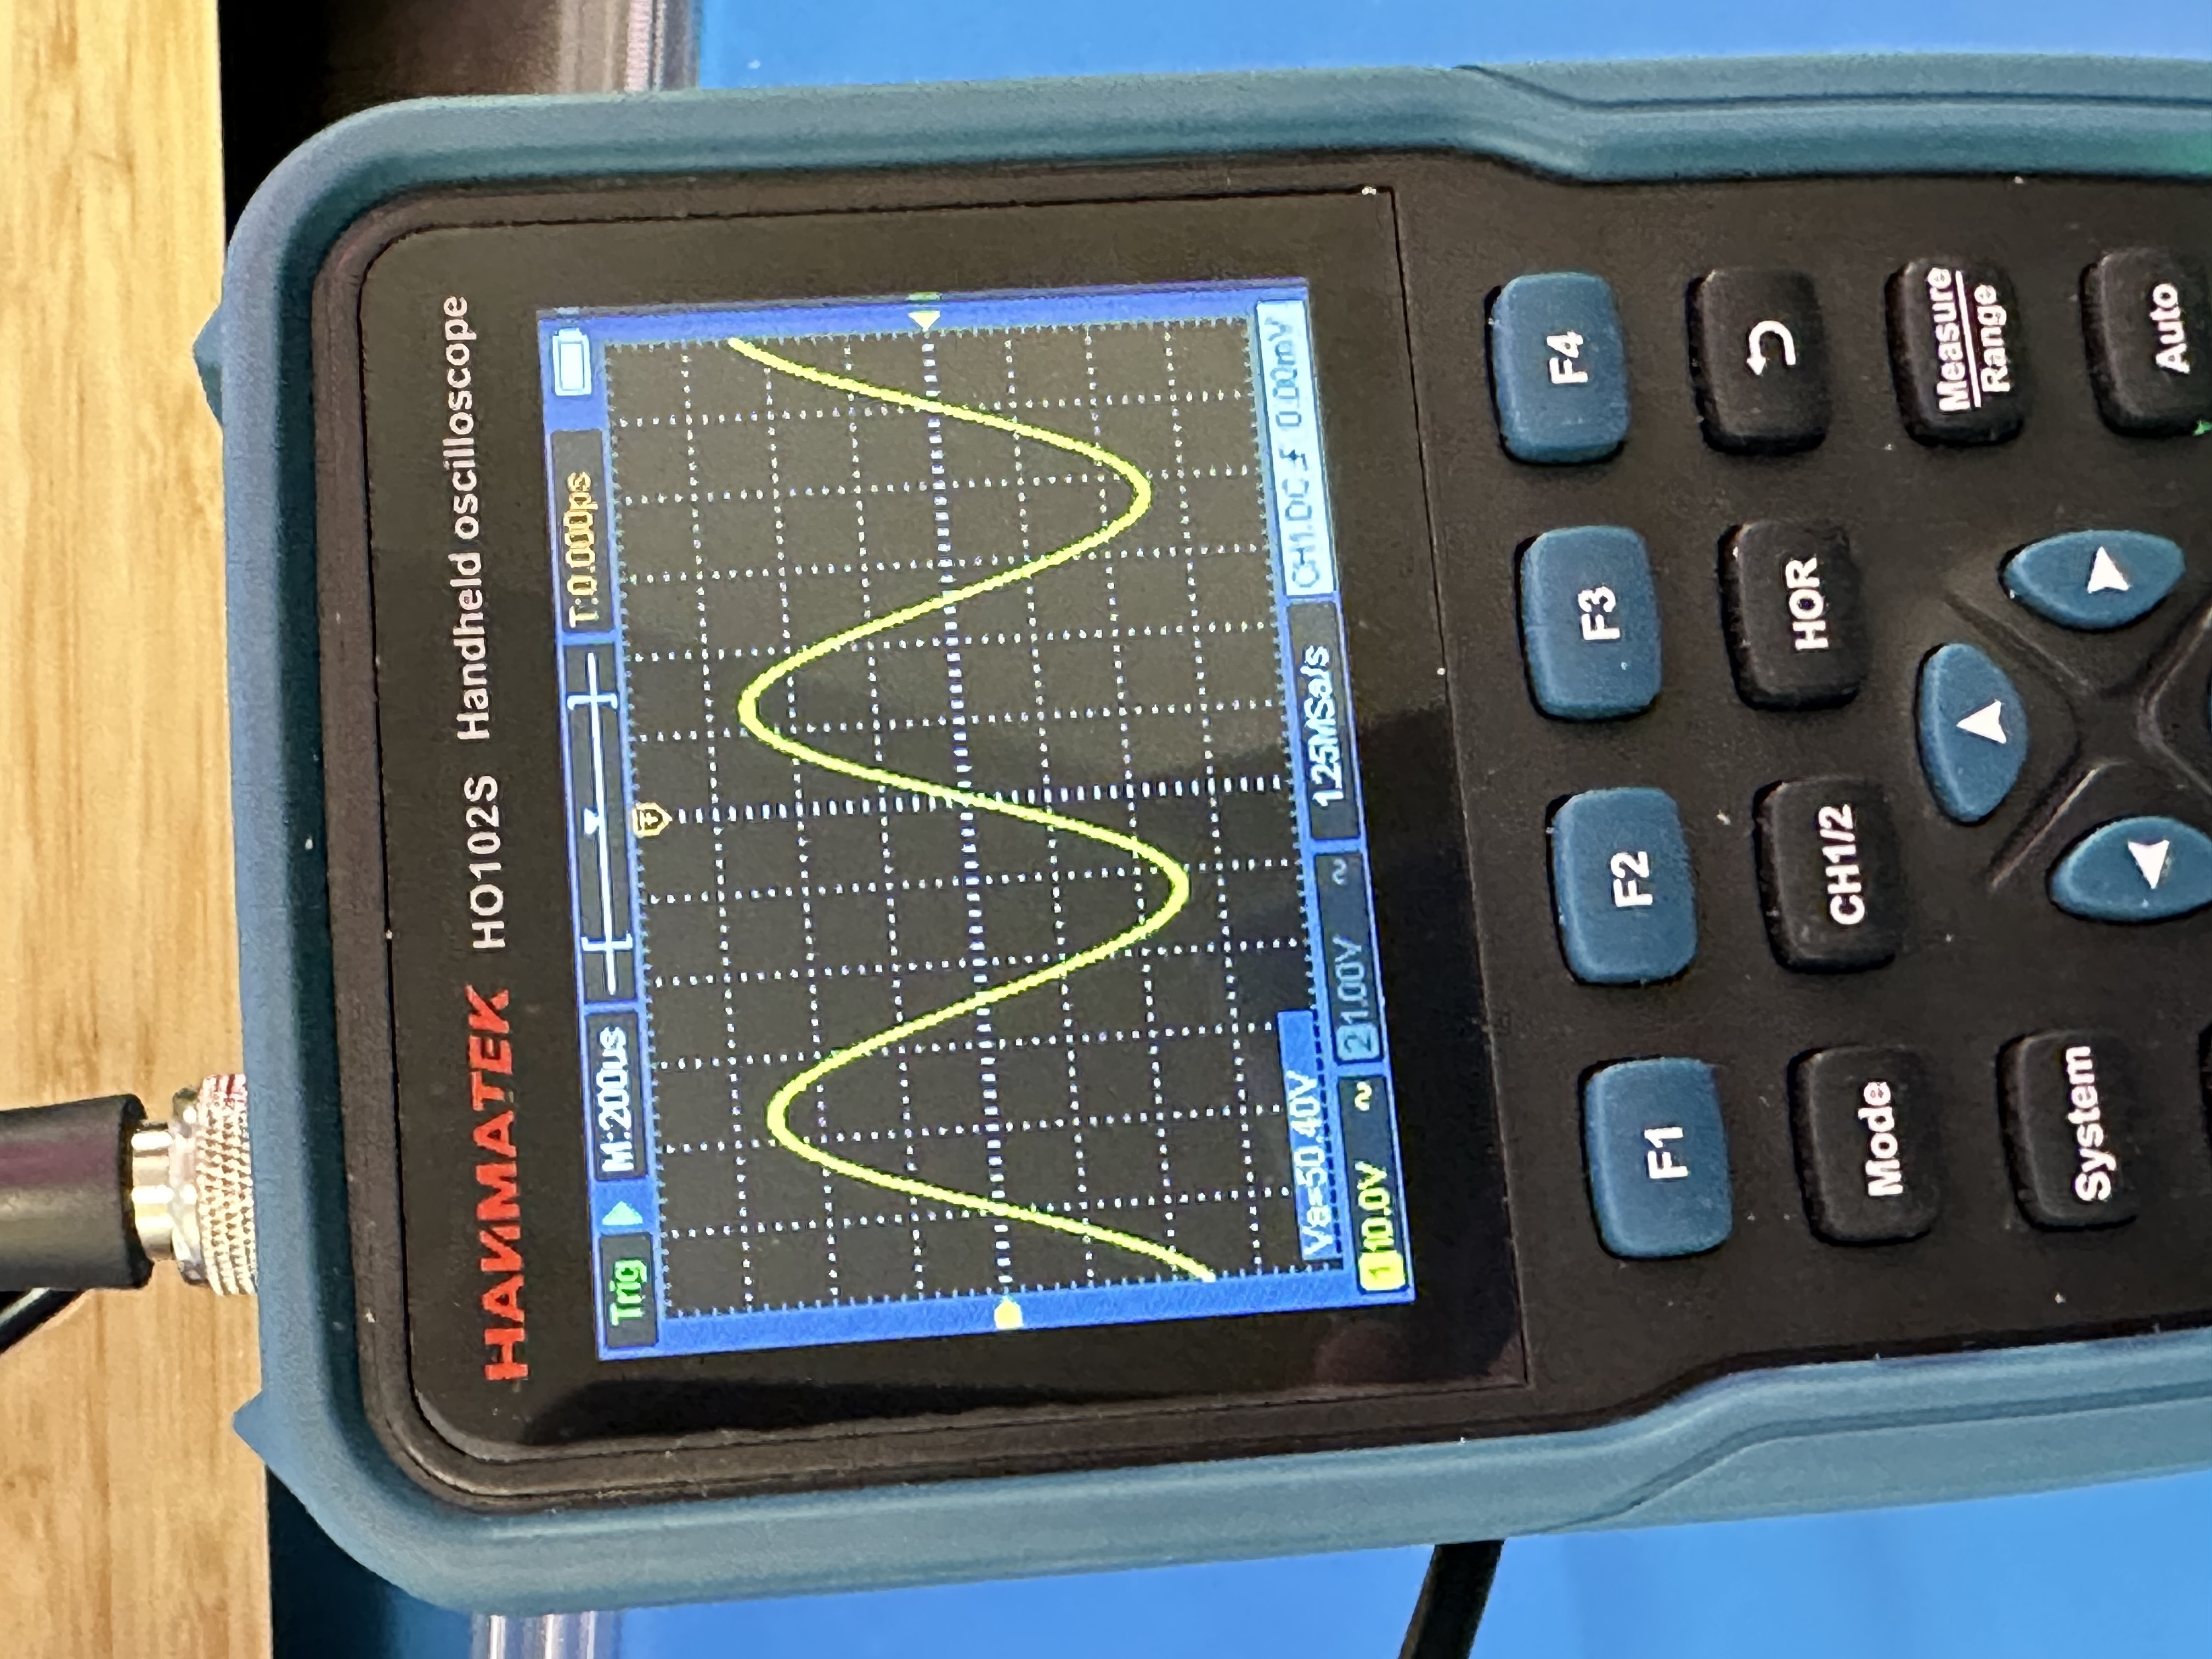 HANMATEK HO102S Handheld oscilloscope
Trig M:200us T:0.000ps
T
Va=50.40V
1 10.0V ~ 2 1.00V ~ 1.25MSa/s CH1:DC 0.00mV
F1 F2 F3 F4
Mode CH1/2 HOR
Measure
Range
System
Auto